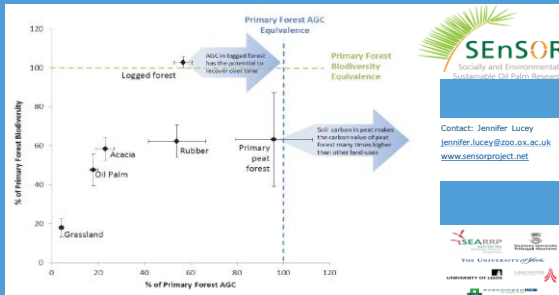 Primary Forest AGC
Equivalence
120
100
80
60
40
20
0
% of Primary Forest Biodiversity
AGC in logged forest
has the potential to
recover over time
Logged forest
Primary Forest
Biodiversity
Equivalence
Acacia
Oil Palm
Rubber
Primary
peat
forest
Soil carbon in peat makes
the carbon value of peat
forest many times higher
than other land uses
Grassland
0
20
40
60
80
100
120
% of Primary Forest AGC
SEnSOR
Socially and Environmental
Sustainable Oil Palm Resear
Contact: Jennifer Lucey
jennifer.lucey@zoo.ox.ac.uk
www.sensorproject.net
SEARRP
THE UNIVERSITY of York
UNIVERSITY OF LEEDS
LANCASTER